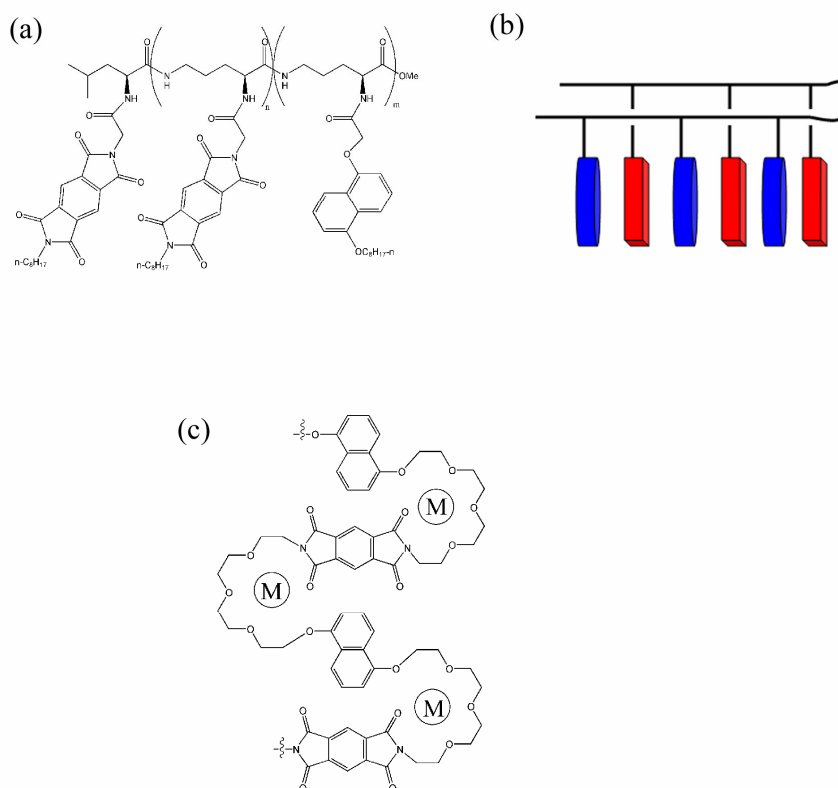 (a)
(b)
O O O
N H N H OMe
n m
NH NH NH
O O O
O O
N N O
O O
O O
O O
O N O N OC8H17-n
n-C8H17 O n-C8H17 O
(c)
O
O O
M
O O
O
O N N O
O M
O O
O
O
O O
M
O O O
N N O
O O